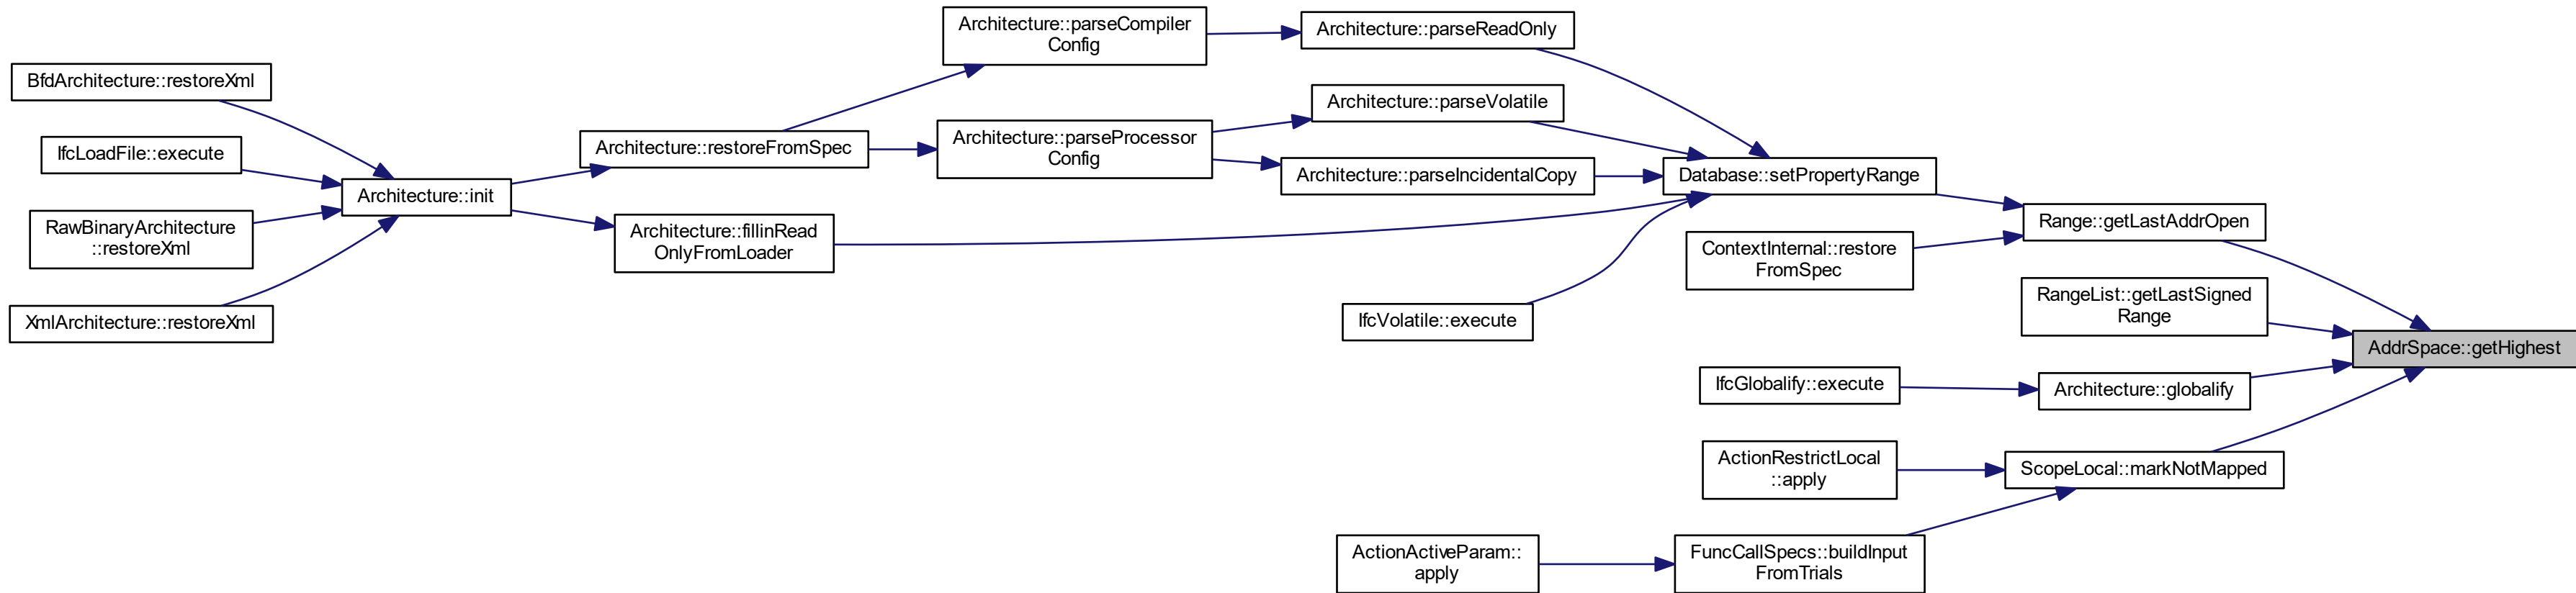 BfdArchitecture::restoreXml
IfcLoadFile::execute
RawBinaryArchitecture
::restoreXml
XmlArchitecture::restoreXml
Architecture::init
Architecture::restoreFromSpec
Architecture::fillinRead
OnlyFromLoader
Architecture::parseCompiler
Config
Architecture::parseProcessor
Config
Architecture::parseReadOnly
Architecture::parseVolatile
Architecture::parseIncidentalCopy
IfcVolatile::execute
ActionActiveParam::
apply
Database::setPropertyRange
ContextInternal::restore
FromSpec
IfcGlobalify::execute
ActionRestrictLocal
::apply
FuncCallSpecs::buildInput
FromTrials
Range::getLastAddrOpen
RangeList::getLastSigned
Range
Architecture::globalify
ScopeLocal::markNotMapped
AddrSpace::getHighest